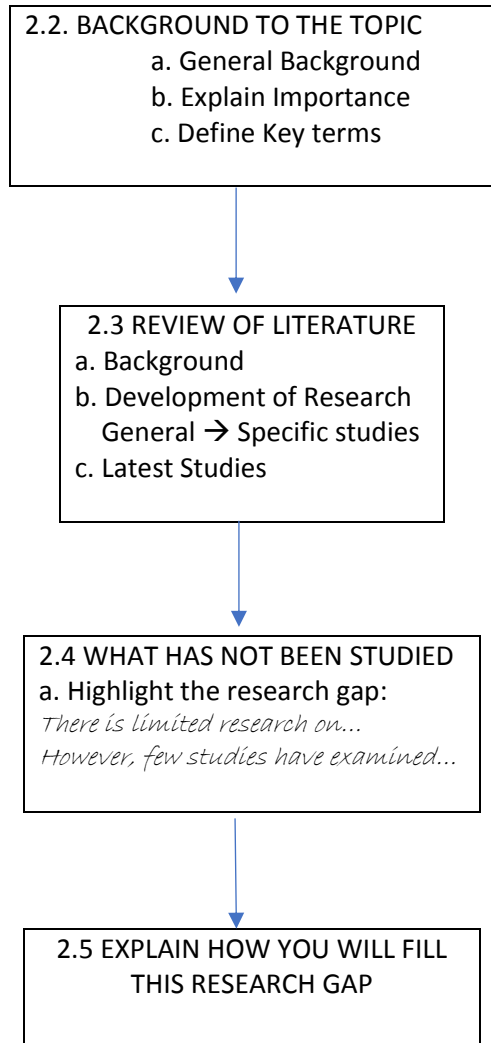 2.2. BACKGROUND TO THE TOPIC
a. General Background
b. Explain Importance
c. Define Key terms
2.3 REVIEW OF LITERATURE
a. Background
b. Development of Research
General → Specific studies
c. Latest Studies
2.4 WHAT HAS NOT BEEN STUDIED
a. Highlight the research gap:
There is limited research on...
However, few studies have examined...
2.5 EXPLAIN HOW YOU WILL FILL
THIS RESEARCH GAP